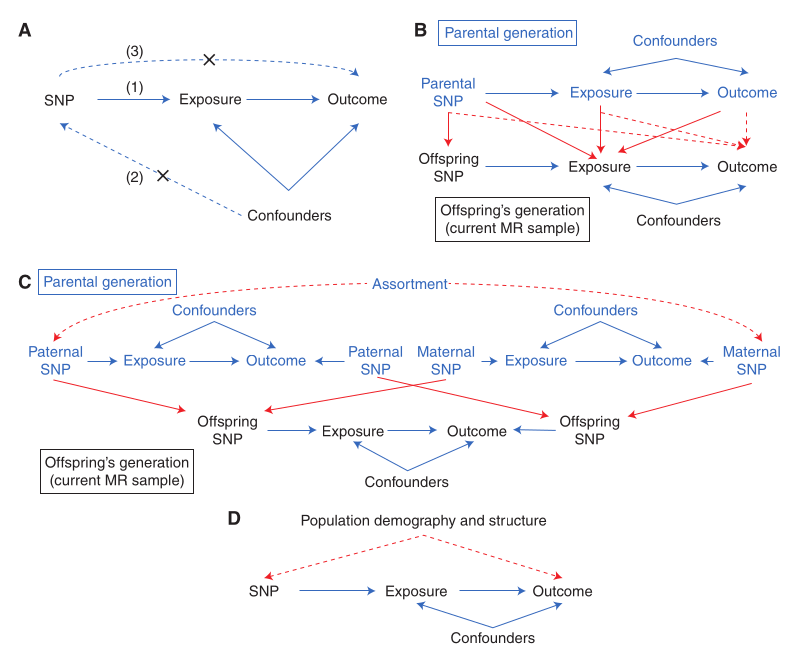 A
(3)
SNP
(1)
Exposure
Outcome
(2)
Confounders
B
Parental generation
Confounders
Parental
SNP
Exposure
Outcome
Offspring
SNP
Exposure
Outcome
Offspring's generation
(current MR sample)
Confounders
C
Parental generation
Assortment
Confounders
Confounders
Paternal
SNP
Exposure
Outcome
Paternal
SNP
Maternal
SNP
Exposure
Outcome
Maternal
SNP
Offspring
SNP
Exposure
Outcome
Offspring
SNP
Offspring's generation
(current MR sample)
Confounders
D
Population demography and structure
SNP
Exposure
Outcome
Confounders